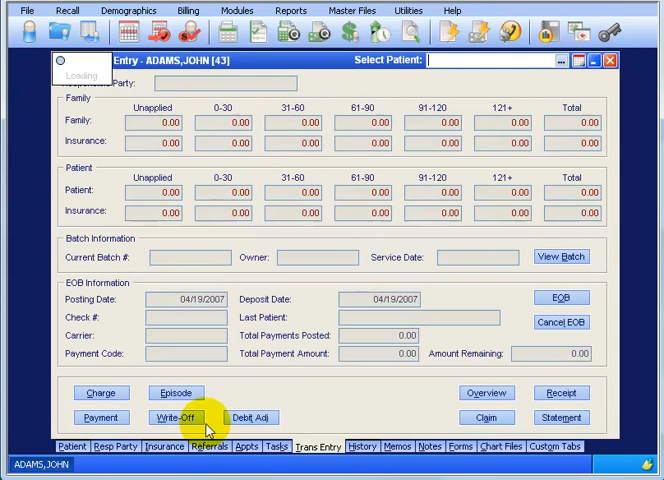 File Recall Demographics Billing Modules Reports Master Files Utilities Help
Entry - ADAMS,JOHN [43] Select Patient: ...
Loading
Responsible Party:
Family
Unapplied 0-30 31-60 61-90 91-120 121+ Total
Family: 0.00 0.00 0.00 0.00 0.00 0.00 0.00
Insurance: 0.00 0.00 0.00 0.00 0.00 0.00 0.00
Patient
Unapplied 0-30 31-60 61-90 91-120 121+ Total
Patient: 0.00 0.00 0.00 0.00 0.00 0.00 0.00
Insurance: 0.00 0.00 0.00 0.00 0.00 0.00 0.00
Batch Information
Current Batch #: Owner: Service Date: View Batch
EOB Information
Posting Date: 04/19/2007 Deposit Date: 04/19/2007 EOB
Check #: Last Patient: Cancel EOB
Carrier: Total Payments Posted: 0.00
Payment Code: Total Payment Amount: 0.00 Amount Remaining: 0.00
Charge Episode Overview Receipt
Payment Write-Off Debit Adj Claim Statement
Patient Resp Party Insurance Referrals Appts Tasks Trans Entry History Memos Notes Forms Chart Files Custom Tabs
ADAMS,JOHN